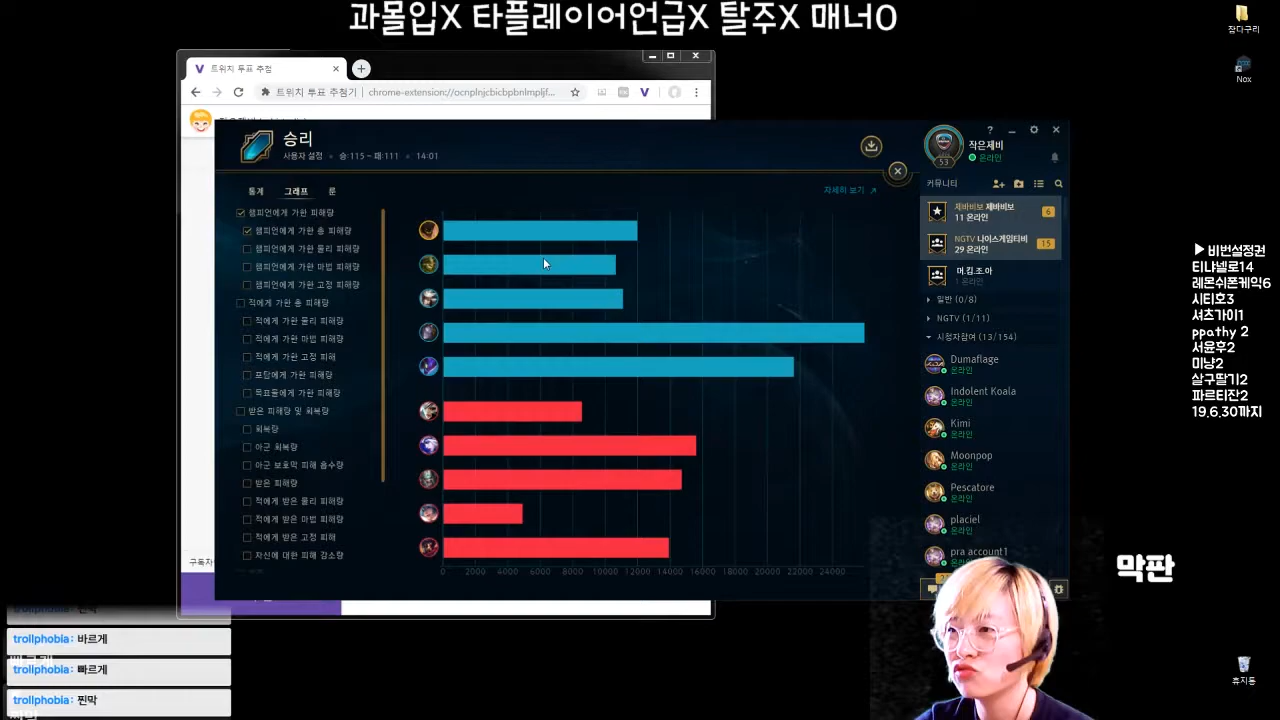 과몰입X 타플레이어언급X 탈주X 매너O
잡다구리
Nox
트위치 투표 추첨
트위치 투표 추첨기 | chrome-extension://ocnplnjcbicbpbnlmpljf...
승리
사용자 설정 • 승:115 ~ 패:111 • 14:01
통계 그래프 룬
자세히 보기
챔피언에게 가한 피해량
챔피언에게 가한 총 피해량
챔피언에게 가한 물리 피해량
챔피언에게 가한 마법 피해량
챔피언에게 가한 고정 피해량
적에게 가한 총 피해량
적에게 가한 물리 피해량
적에게 가한 마법 피해량
적에게 가한 고정 피해
포탑에게 가한 피해량
목표물에게 가한 피해량
받은 피해량 및 회복량
회복량
아군 회복량
아군 보호막 피해 흡수량
받은 피해량
적에게 받은 물리 피해량
적에게 받은 마법 피해량
적에게 받은 고정 피해
자신에 대한 피해 감소량
0 2000 4000 6000 8000 10000 12000 14000 16000 18000 20000 22000 24000
53
작은제비
온라인
커뮤니티
제바비보 제바비보
11 온라인
6
NGTV 나이스게임티비
29 온라인
15
머.킹.조.아
1 온라인
일반 (0/8)
NGTV (1/11)
시청자참여 (13/154)
Dumaflage
온라인
Indolent Koala
온라인
Kimi
온라인
Moonpop
온라인
Pescatore
온라인
placiel
온라인
pra account1
▶비번설정권
티냐넬로14
레몬쉬폰케익6
시티호3
셔츠가이1
ppathy 2
서윤후2
미냥2
살구딸기2
파르티잔2
19.6.30까지
막판
구독자
trollphobia: 찐막
trollphobia: 바르게
trollphobia: 빠르게
trollphobia: 찐막
휴지통